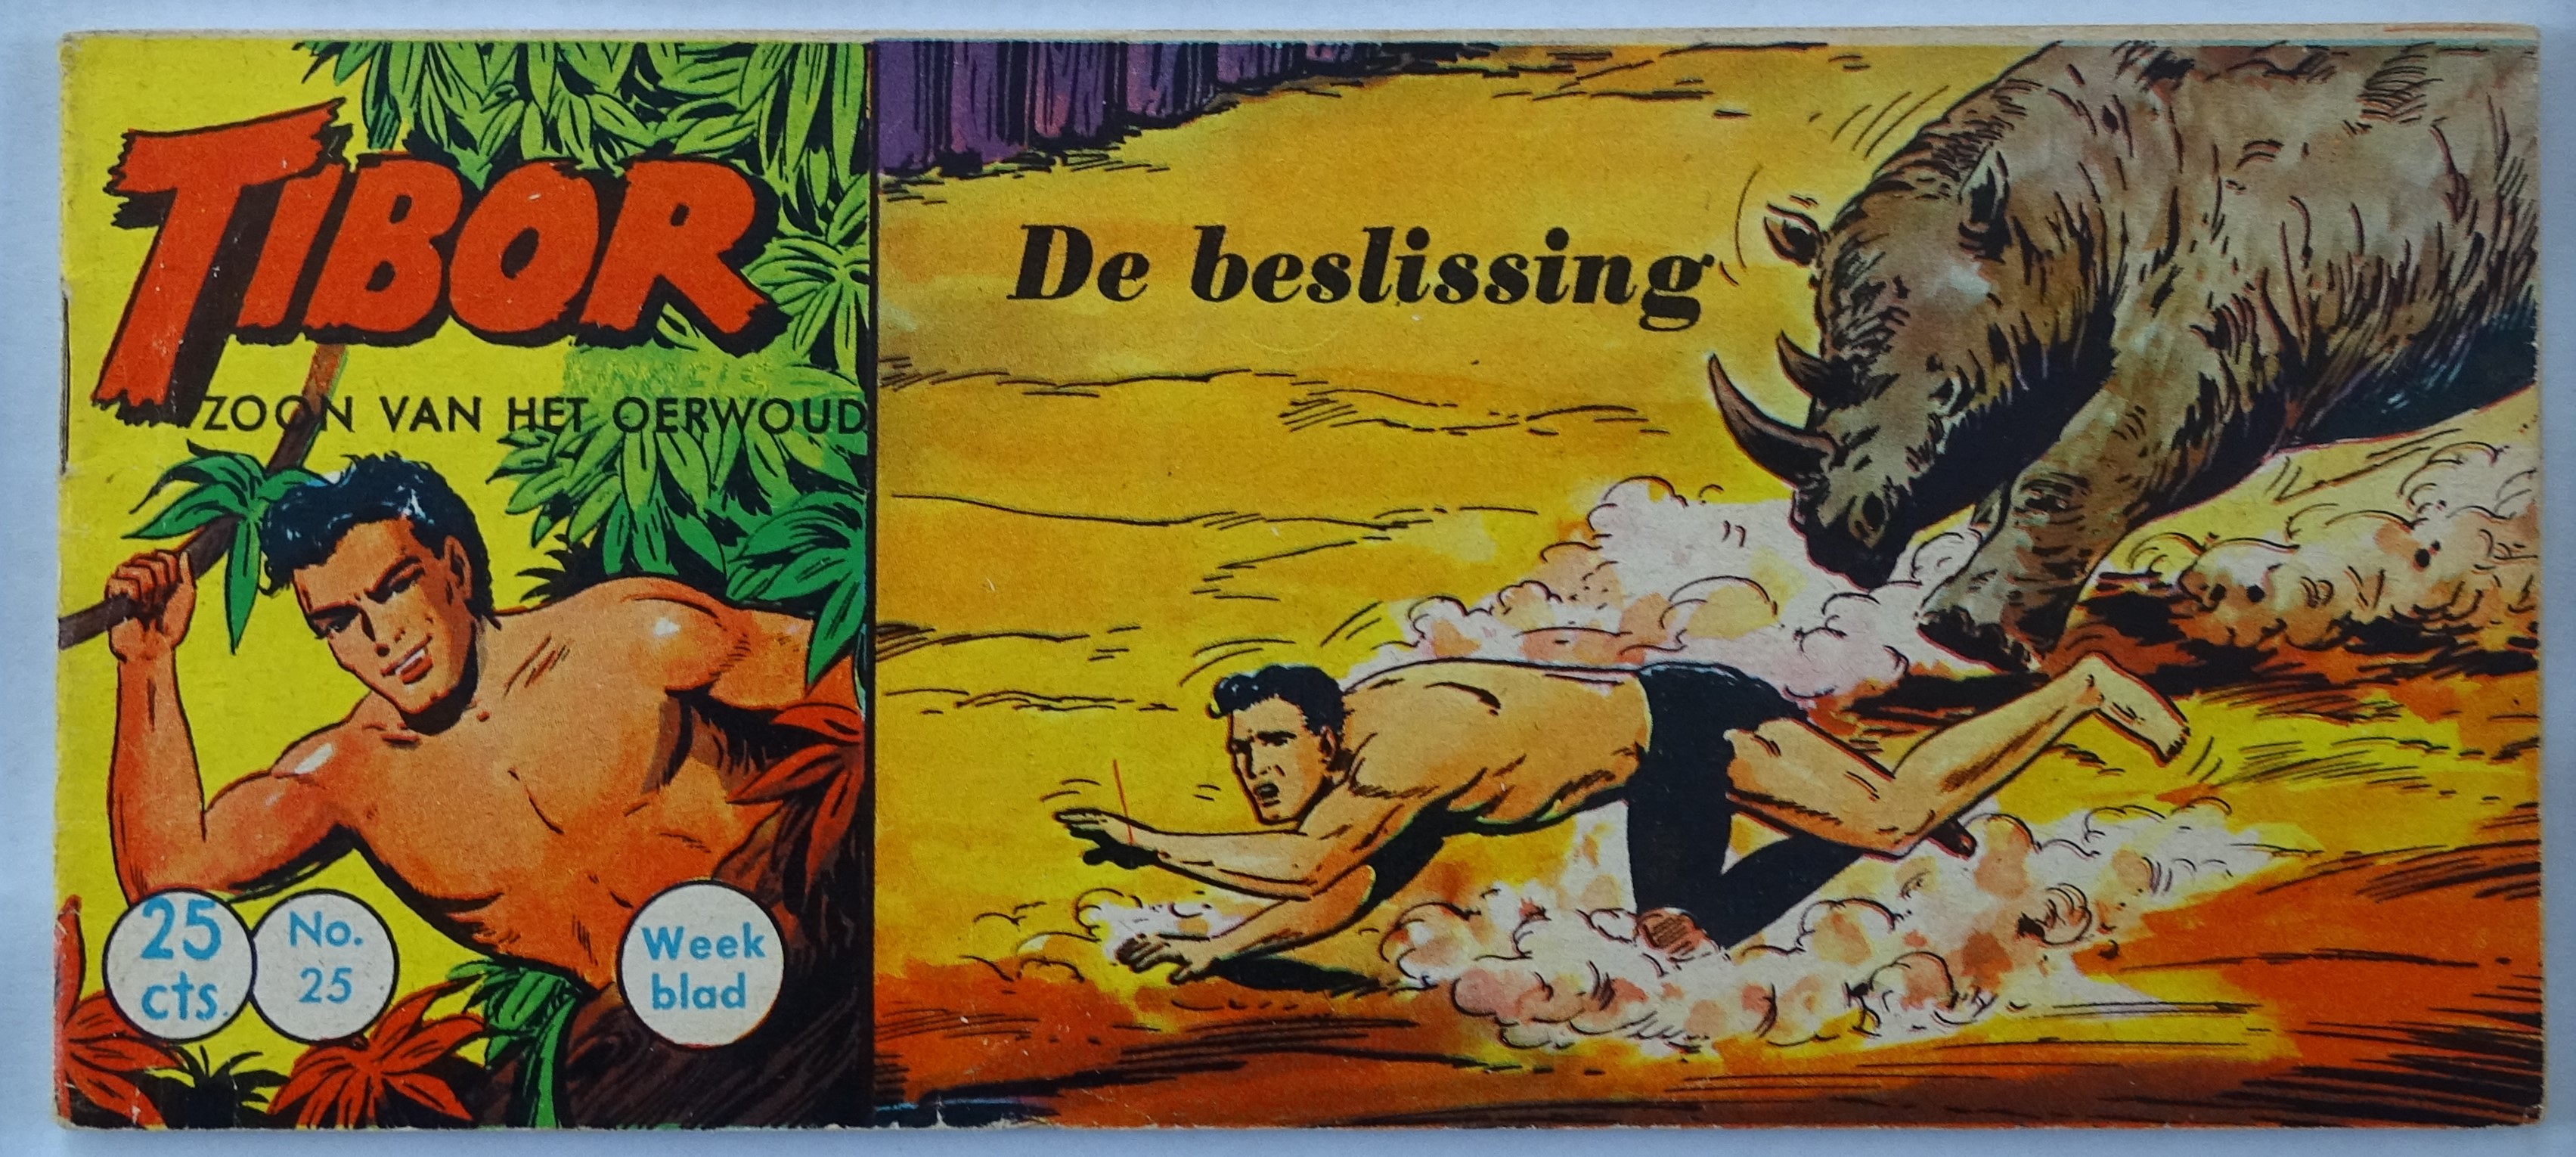 TIBOR
ZOON VAN HET OERWOUD
25
cts.
No.
25
Week
blad
De beslissing